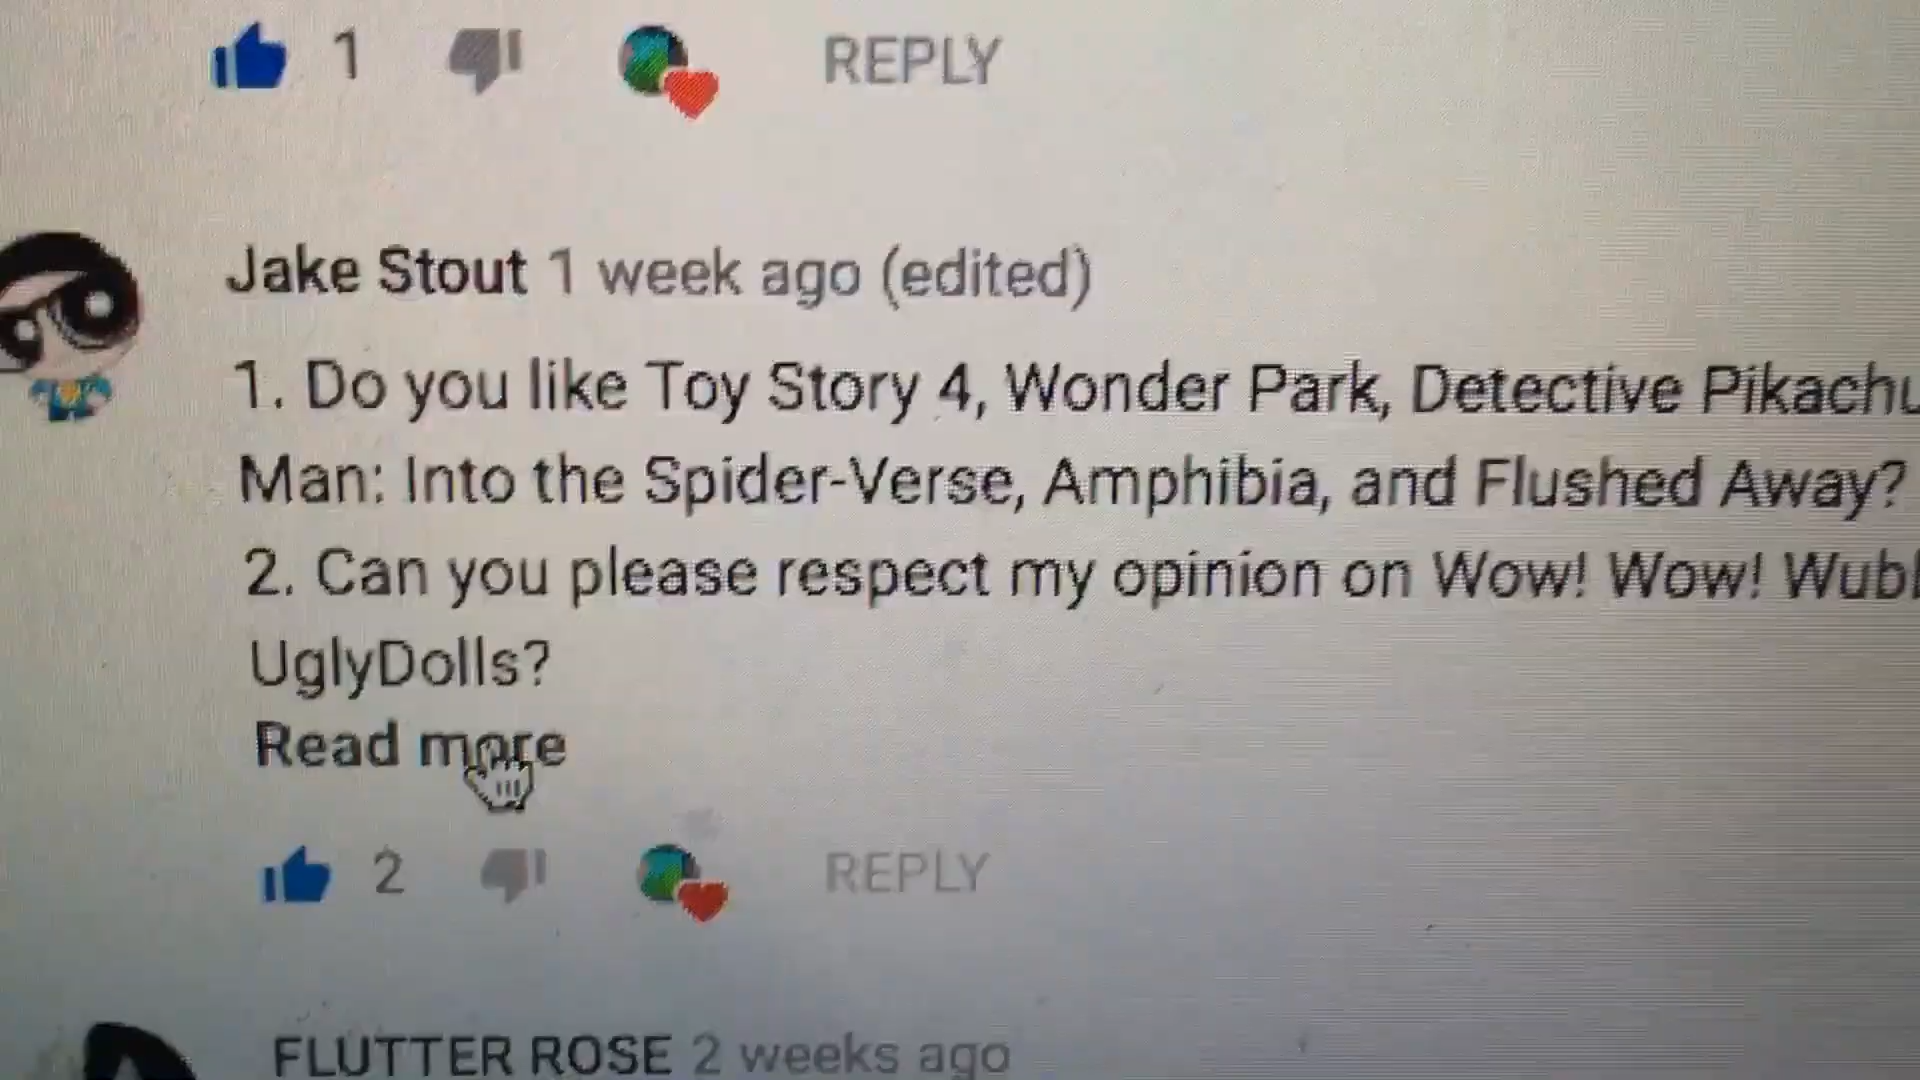 1 REPLY
Jake Stout 1 week ago (edited)
1. Do you like Toy Story 4, Wonder Park, Detective Pikachu
Man: Into the Spider-Verse, Amphibia, and Flushed Away?
2. Can you please respect my opinion on Wow! Wow!
UglyDolls?
Read more
2 REPLY
FLUTTER ROSE 2 weeks ago